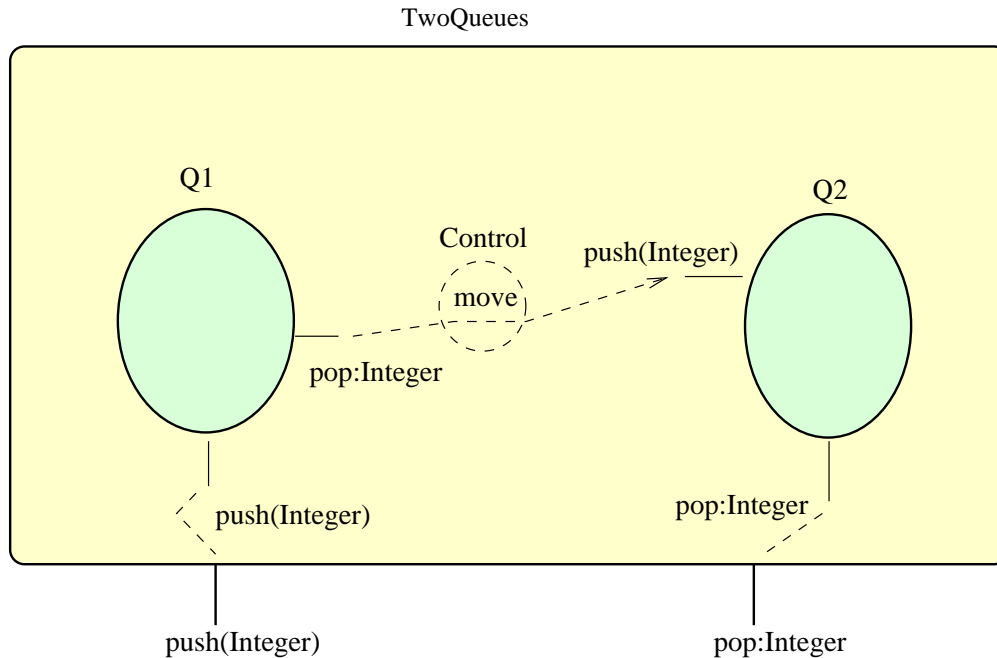 TwoQueues
Q1
Q2
Control
push(Integer)
move
pop:Integer
push(Integer)
pop:Integer
push(Integer)
pop:Integer